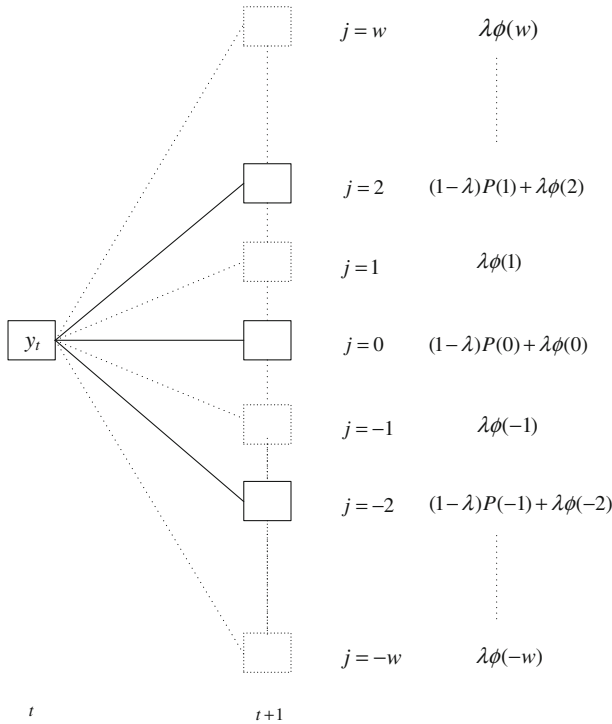 j = w λϕ(w)
j = 2 (1−λ)P(1) + λϕ(2)
j = 1 λϕ(1)
y_t j = 0 (1−λ)P(0) + λϕ(0)
j = −1 λϕ(−1)
j = −2 (1−λ)P(−1) + λϕ(−2)
j = −w λϕ(−w)
t t+1